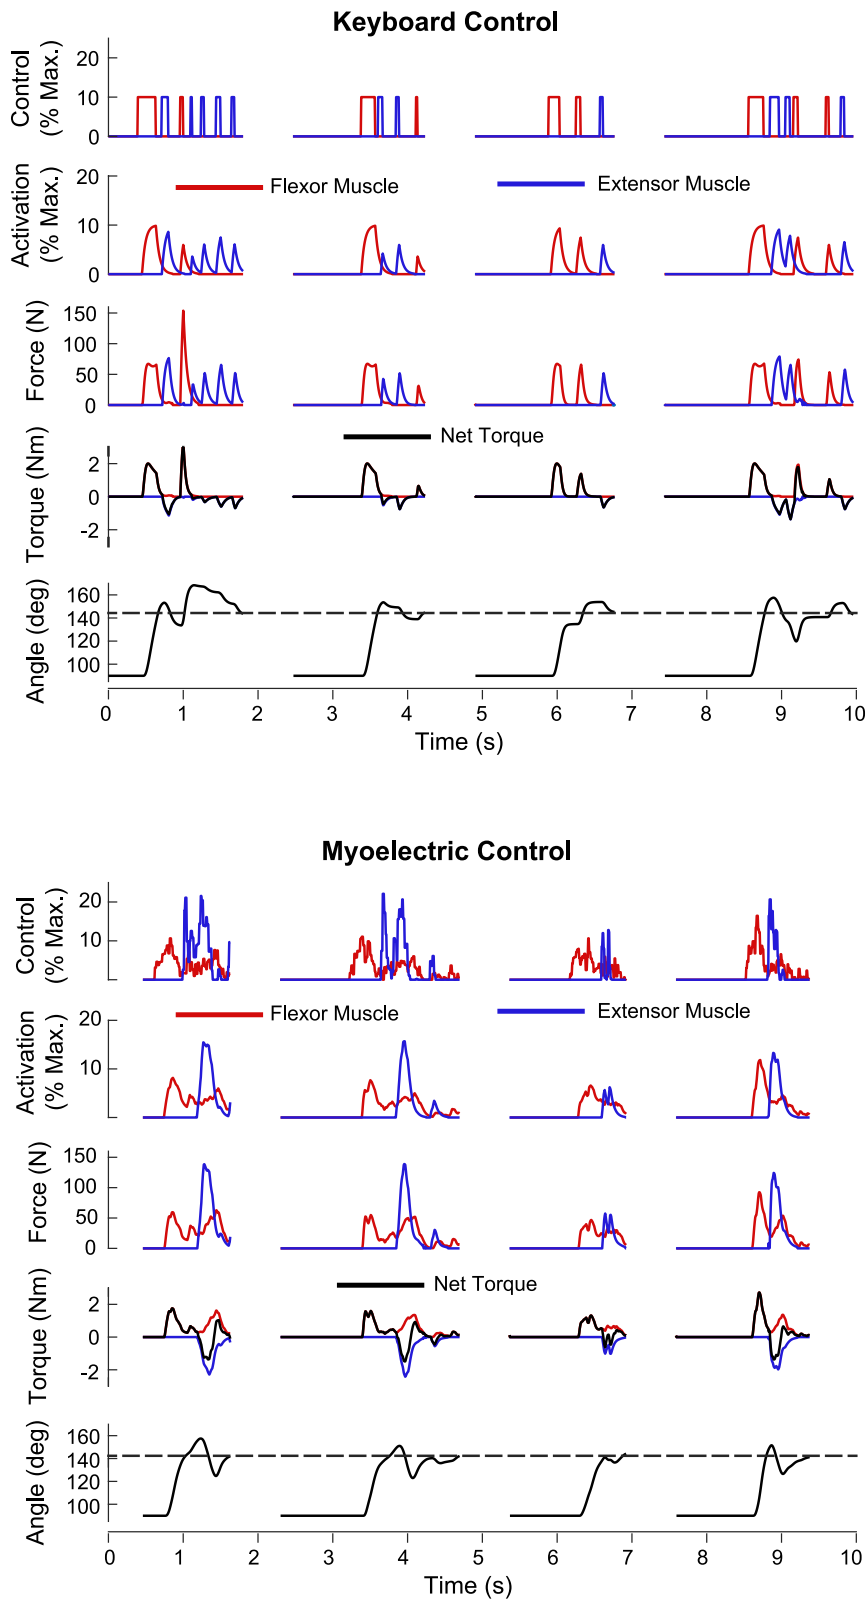 Keyboard Control
Control
(% Max.)
20
10
0
Activation
(% Max.)
20
10
0
Flexor Muscle
Extensor Muscle
Force (N)
150
100
50
0
Net Torque
Torque (Nm)
2
0
-2
Angle (deg)
160
140
120
100
0 1 2 3 4 5 6 7 8 9 10
Time (s)
Myoelectric Control
Control
(% Max.)
20
10
Activation
(% Max.)
20
10
Flexor Muscle
Extensor Muscle
Force (N)
150
100
50
0
Net Torque
Torque (Nm)
2
0
-2
Angle (deg)
160
140
120
100
0 1 2 3 4 5 6 7 8 9 10
Time (s)